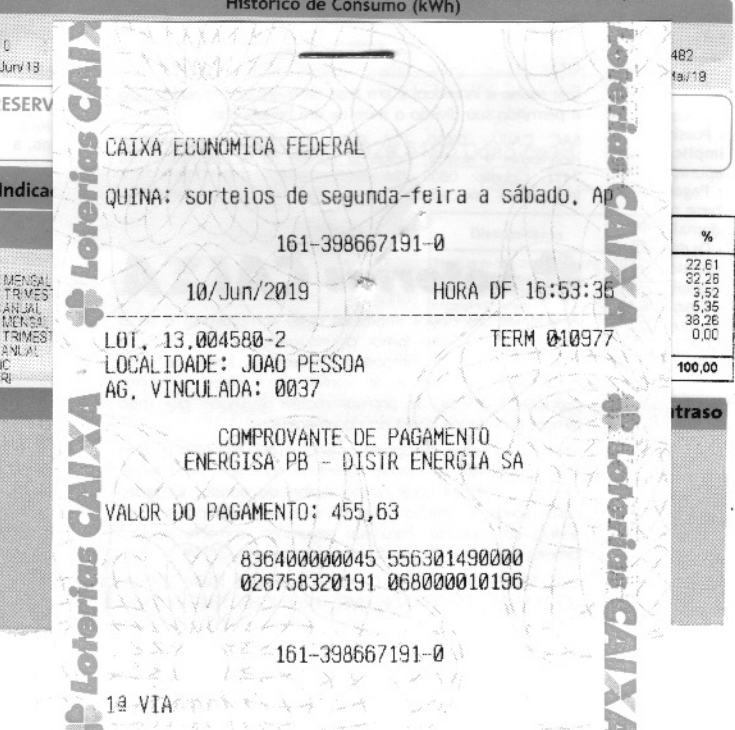 Histórico de Consumo (kWh)
0
Jun/18
482
Mai/19
RESERV
Indica
Loterias CAIXA
Loterias CAIXA
Loterias CAIXA
Loterias CAIXA
CAIXA ECONOMICA FEDERAL
QUINA: sorteios de segunda-feira a sábado. Ap
161-398667191-0
10/Jun/2019 HORA DF 16:53:36
LOT. 13.004580-2 TERM 010977
LOCALIDADE: JOAO PESSOA
AG. VINCULADA: 0037
COMPROVANTE DE PAGAMENTO
ENERGISA PB - DISTR ENERGIA SA
VALOR DO PAGAMENTO: 455,63
836400000045 556301490000
026758320191 068000010196
161-398667191-0
1ª VIA
MENSAL
TRIMEST
ANUAL
MENSAL
TRIMEST
ANUAL
%
22,61
32,26
3,52
5,35
36,26
0,00
100,00
traso